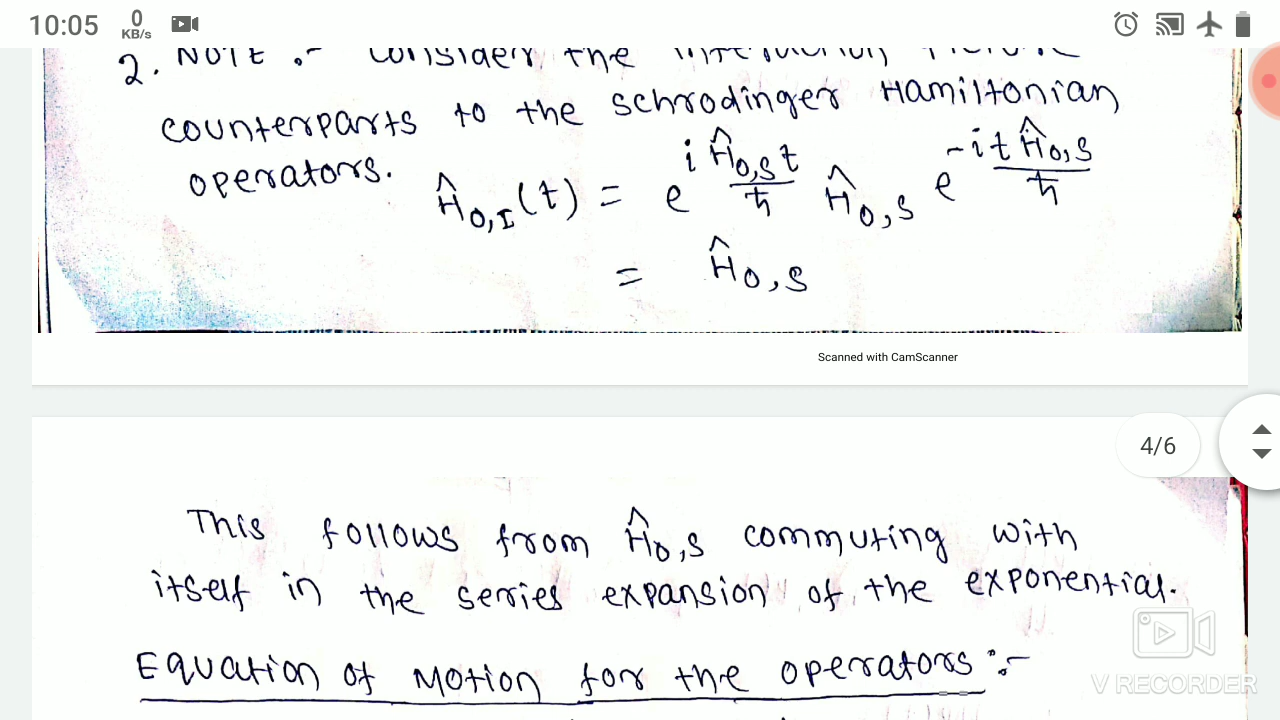 10:05 0 KB/s
2. NOTE :- Consider the
counterparts to the Schrodinger Hamiltonian
operators. Ĥ₀,I(t) = e^(iĤ₀,S t/ħ) Ĥ₀,S e^(-itĤ₀,S/ħ)
= Ĥ₀,S
Scanned with CamScanner
4/6
This follows from Ĥ₀,S commuting with
itself in the series expansion of the exponential.
Equation of Motion for the operators :-
V RECORDER